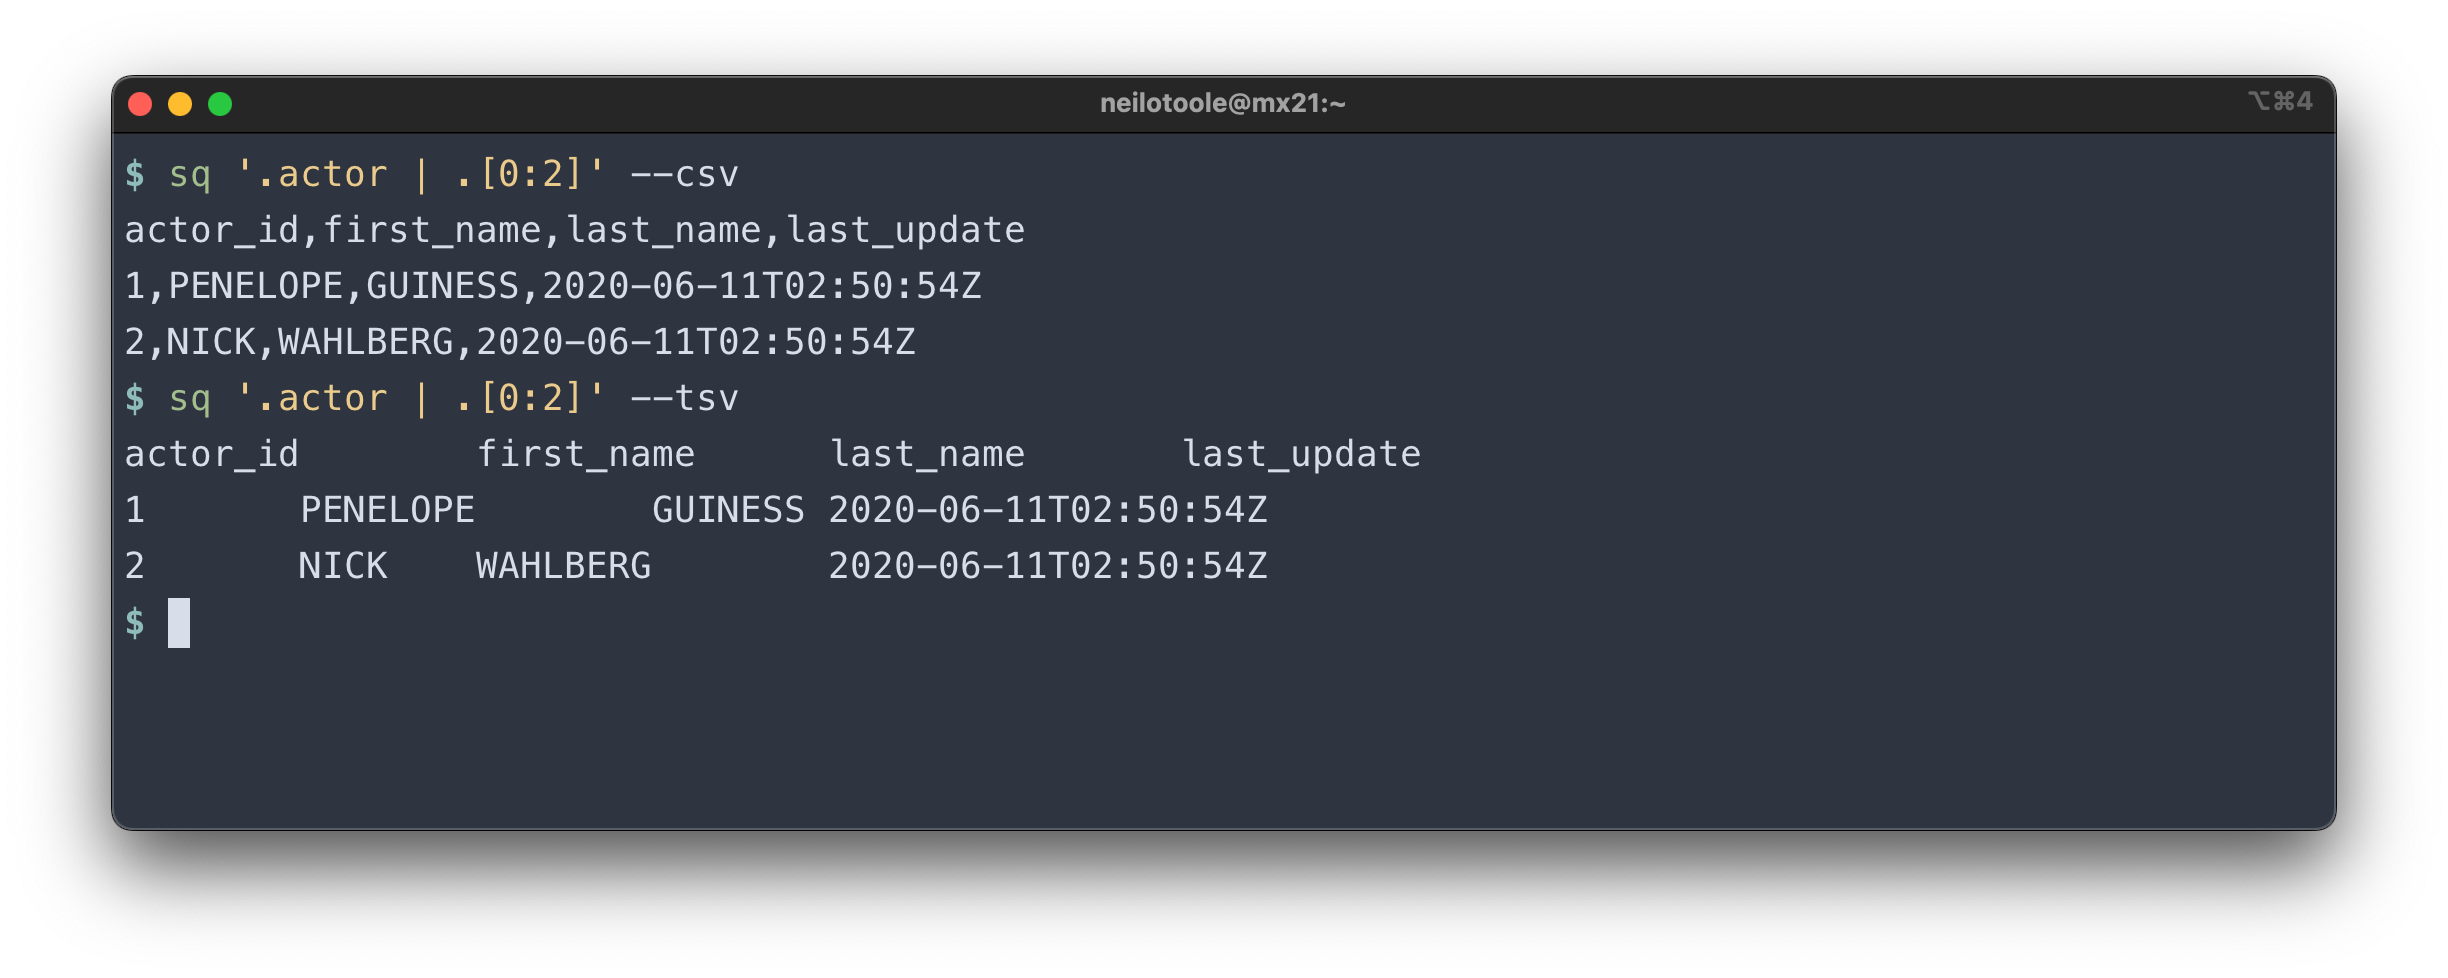 neilotoole@mx21:~
⌥⌘4
$ sq '.actor | .[0:2]' --csv
actor_id,first_name,last_name,last_update
1,PENELOPE,GUINESS,2020-06-11T02:50:54Z
2,NICK,WAHLBERG,2020-06-11T02:50:54Z
$ sq '.actor | .[0:2]' --tsv
actor_id        first_name      last_name       last_update
1       PENELOPE        GUINESS 2020-06-11T02:50:54Z
2       NICK    WAHLBERG        2020-06-11T02:50:54Z
$